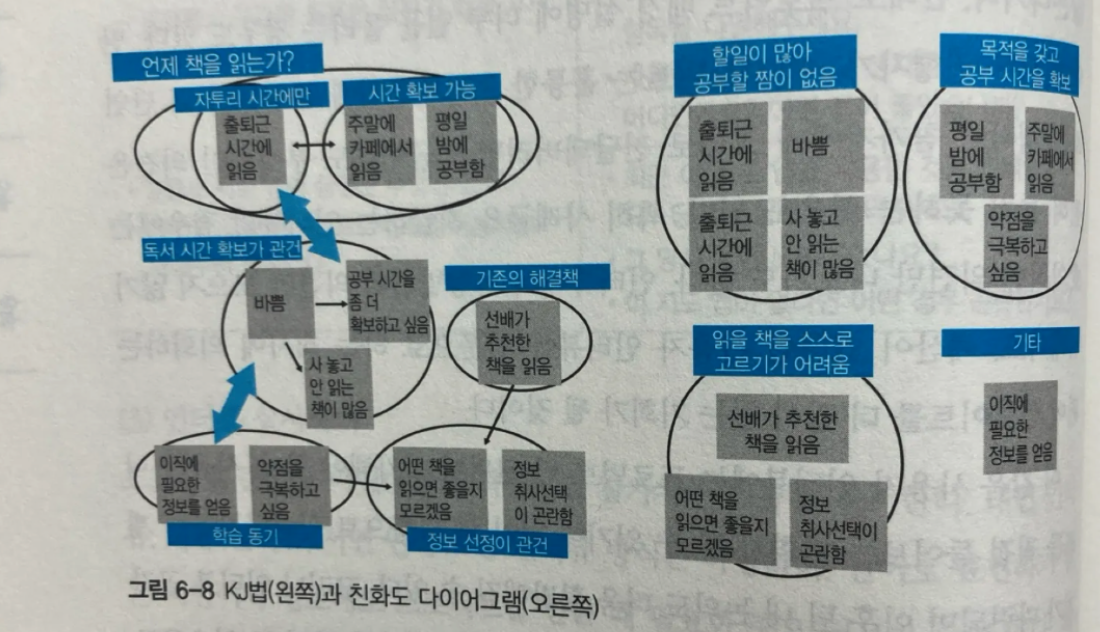 언제 책을 읽는가?
자투리 시간에만
출퇴근
시간에
읽음
시간 확보 가능
주말에
카페에서
읽음
평일
밤에
공부함
독서 시간 확보가 관건
바쁨
공부 시간을
좀 더
확보하고 싶음
사 놓고
안 읽는
책이 많음
기존의 해결책
선배가
추천한
책을 읽음
이직에
필요한
정보를 얻음
약점을
극복하고
싶음
학습 동기
어떤 책을
읽으면 좋을지
모르겠음
정보
취사선택
이 곤란함
정보 선정이 관건
할일이 많아
공부할 짬이 없음
출퇴근
시간에
읽음
바쁨
출퇴근
시간에
읽음
사 놓고
안 읽는
책이 많음
목적을 갖고
공부 시간을 확보
평일
밤에
공부함
주말에
카페에서
읽음
약점을
극복하고
싶음
읽을 책을 스스로
고르기가 어려움
선배가 추천한
책을 읽음
어떤 책을
읽으면 좋을지
모르겠음
정보
취사선택이
곤란함
기타
이직에
필요한
정보를 얻음
그림 6-8 KJ법(왼쪽)과 친화도 다이어그램(오른쪽)